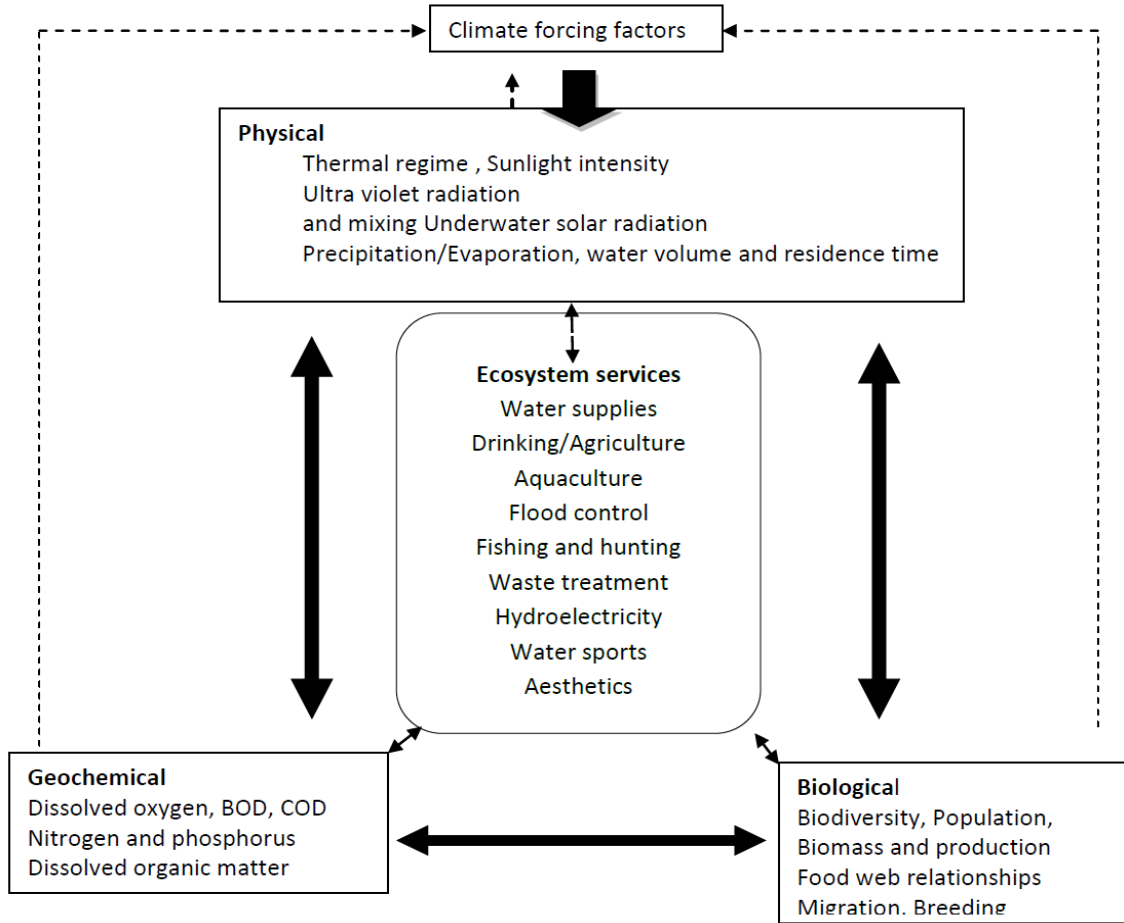 Climate forcing factors
Physical
Thermal regime , Sunlight intensity
Ultra violet radiation
and mixing Underwater solar radiation
Precipitation/Evaporation, water volume and residence time
Ecosystem services
Water supplies
Drinking/Agriculture
Aquaculture
Flood control
Fishing and hunting
Waste treatment
Hydroelectricity
Water sports
Aesthetics
Geochemical
Dissolved oxygen, BOD, COD
Nitrogen and phosphorus
Dissolved organic matter
Biological
Biodiversity, Population,
Biomass and production
Food web relationships
Migration, Breeding